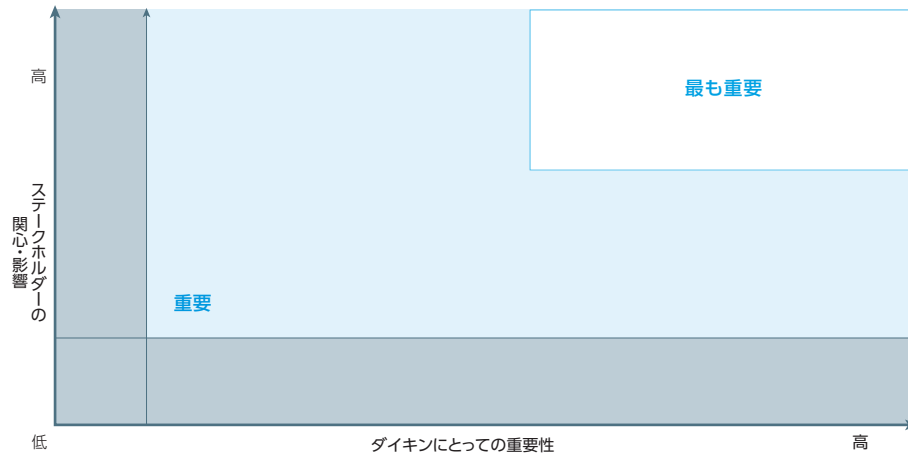 高
最も重要
ステークホルダーの
関心・影響
重要
低
ダイキンにとっての重要性
高